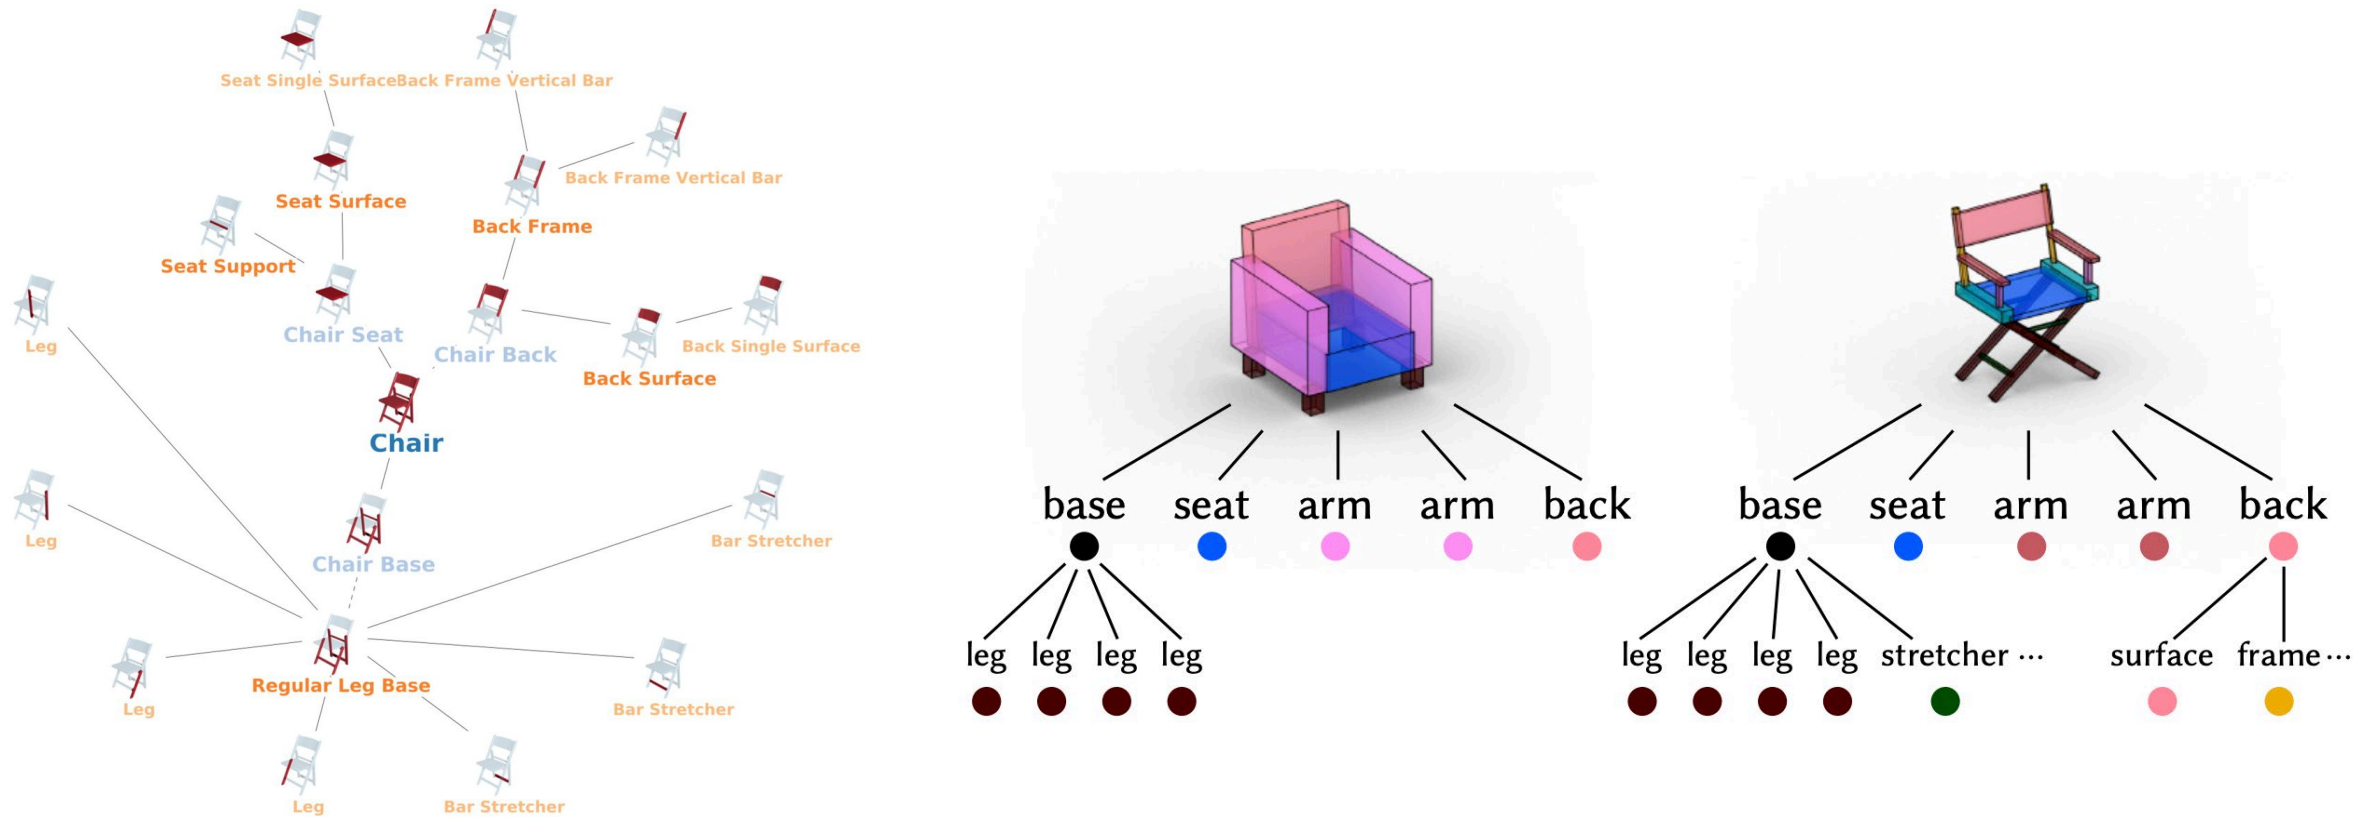 Seat Single Surface
Back Frame Vertical Bar
Back Frame Vertical Bar
Seat Surface
Back Frame
Seat Support
Chair Seat
Leg
Chair Back
Back Single Surface
Back Surface
Chair
Leg
Bar Stretcher
Chair Base
Regular Leg Base
Leg
Bar Stretcher
Leg
Bar Stretcher
base seat arm arm back
leg leg leg leg
base seat arm arm back
leg leg leg leg stretcher ... surface frame ...